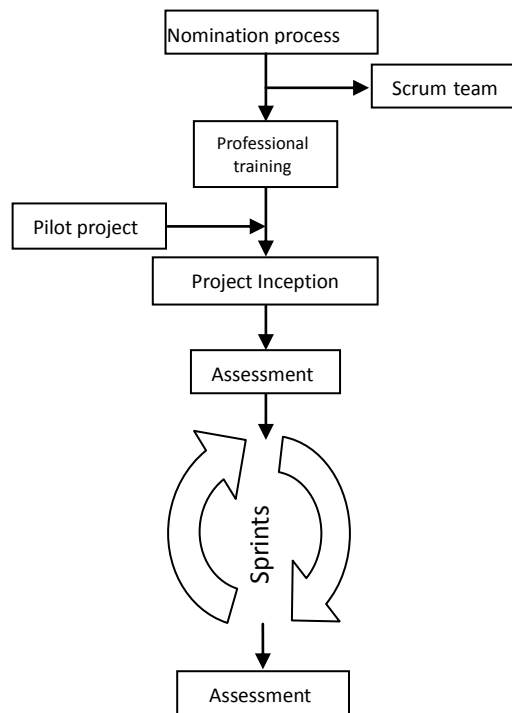 Nomination process
Scrum team
Professional
training
Pilot project
Project Inception
Assessment
Sprints
Assessment